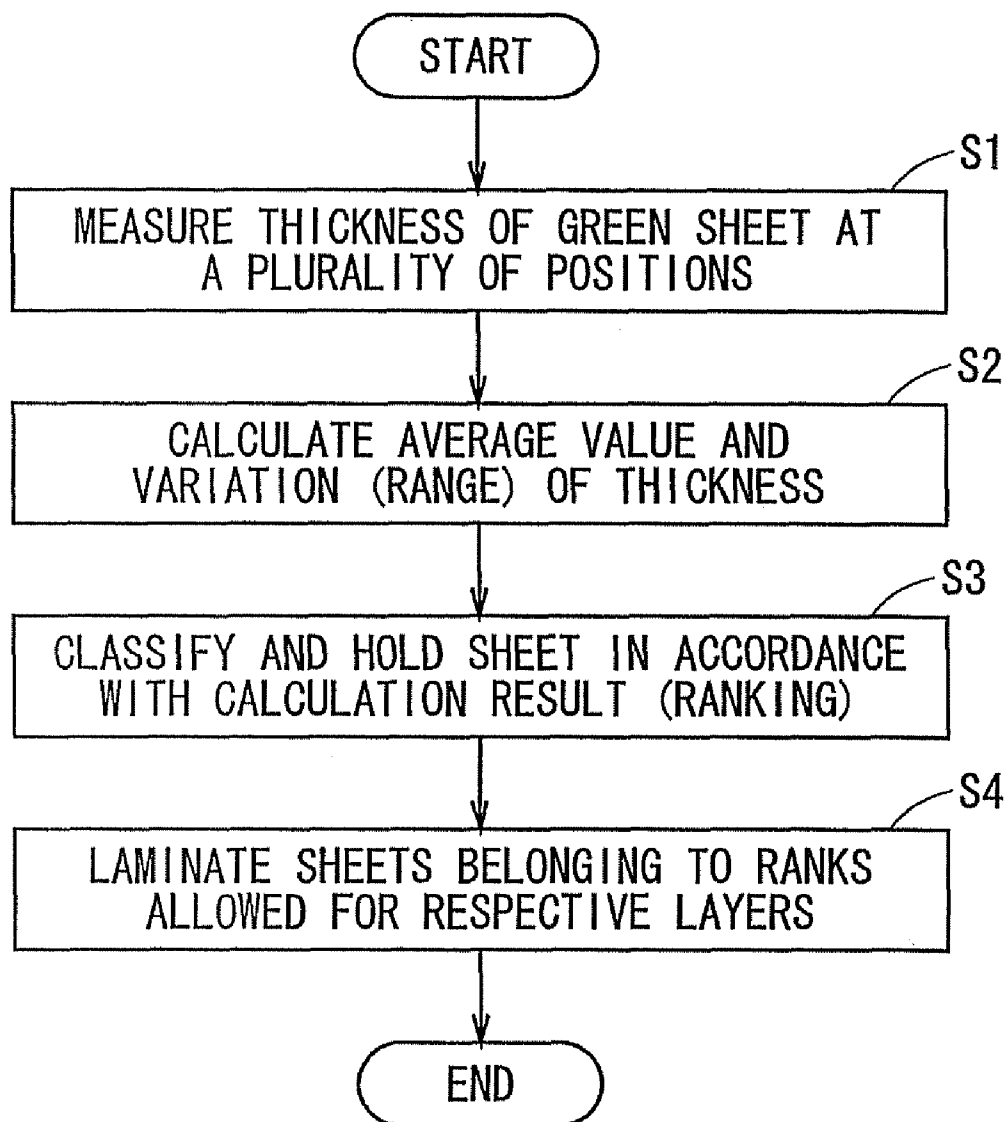 START
S1
MEASURE THICKNESS OF GREEN SHEET AT
A PLURALITY OF POSITIONS
S2
CALCULATE AVERAGE VALUE AND
VARIATION (RANGE) OF THICKNESS
S3
CLASSIFY AND HOLD SHEET IN ACCORDANCE
WITH CALCULATION RESULT (RANKING)
S4
LAMINATE SHEETS BELONGING TO RANKS
ALLOWED FOR RESPECTIVE LAYERS
END